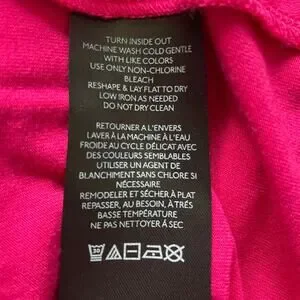 TURN INSIDE OUT
MACHINE WASH COLD GENTLE
WITH LIKE COLORS
USE ONLY NON-CHLORINE
BLEACH
RESHAPE & LAY FLAT TO DRY
LOW IRON AS NEEDED
DO NOT DRY CLEAN
RETOURNER A L'ENVERS
LAVER À LA MACHINE À L'EAU
FROIDE AU CYCLE DÉLICAT AVEC
DES COULEURS SEMBLABLES
UTILISER UN AGENT DE
BLANCHIMENT SANS CHLORE SI
NÉCESSAIRE
REMODELER ET SÉCHER À PLAT
REPASSER, AU BESOIN, À TRÈS
BASSE TEMPÉRATURE
NE PAS NETTOYER À SEC
30